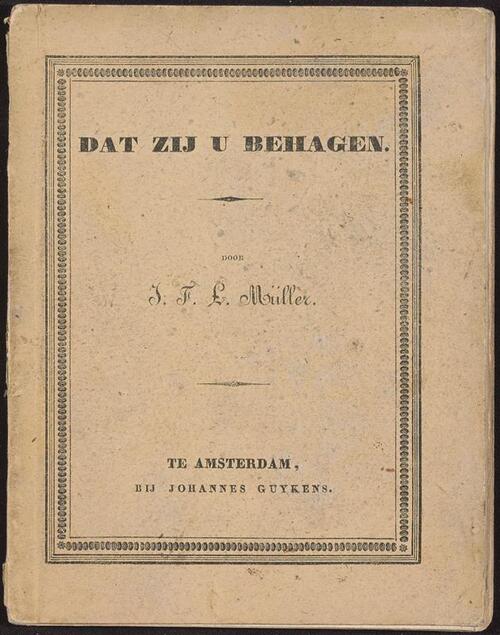 DAT ZIJ U BEHAGEN.
DOOR
J. F. L. Müller.
TE AMSTERDAM,
BIJ JOHANNES GUYKENS.